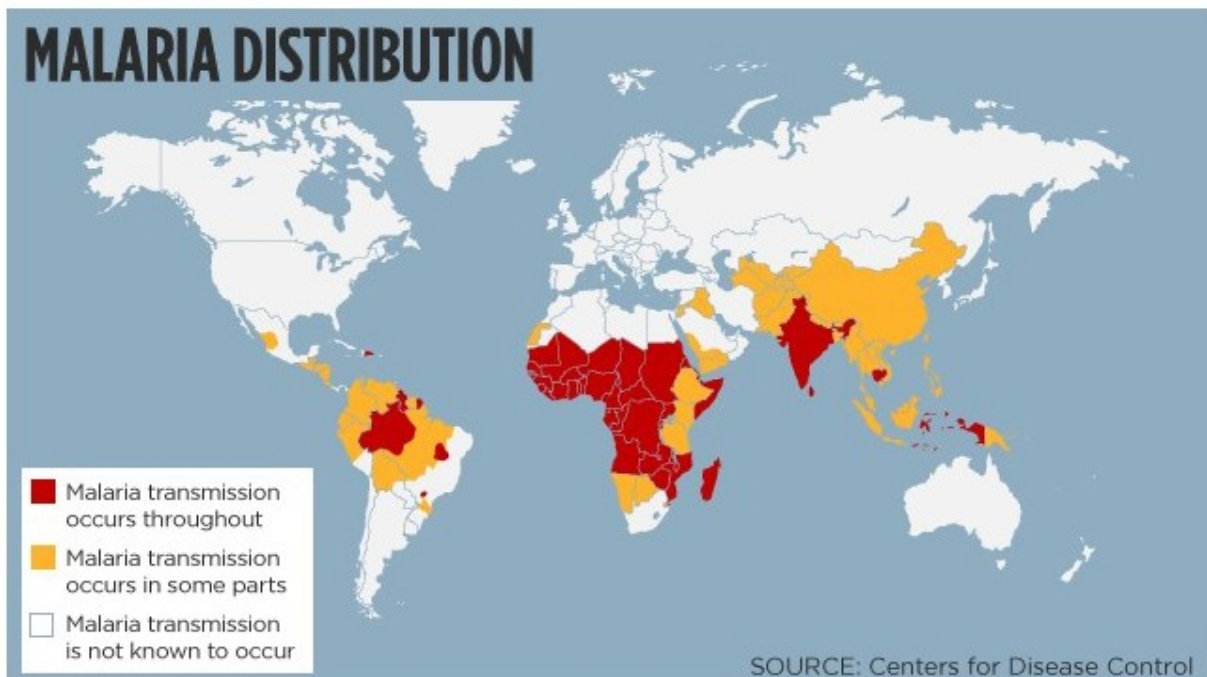 MALARIA DISTRIBUTION
Malaria transmission
occurs throughout
Malaria transmission
occurs in some parts
Malaria transmission
is not known to occur
SOURCE: Centers for Disease Control